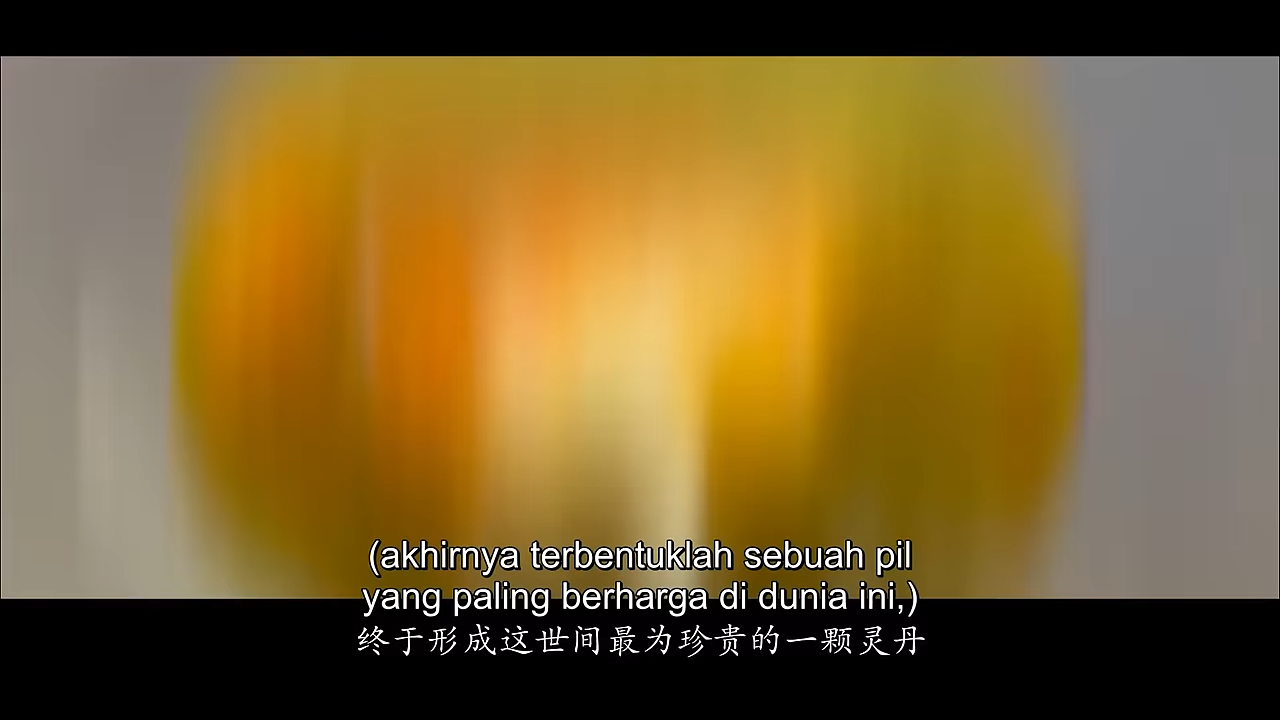 (akhirnya terbentuklah sebuah pil
yang paling berharga di dunia ini,)
终于形成这世间最为珍贵的一颗灵丹